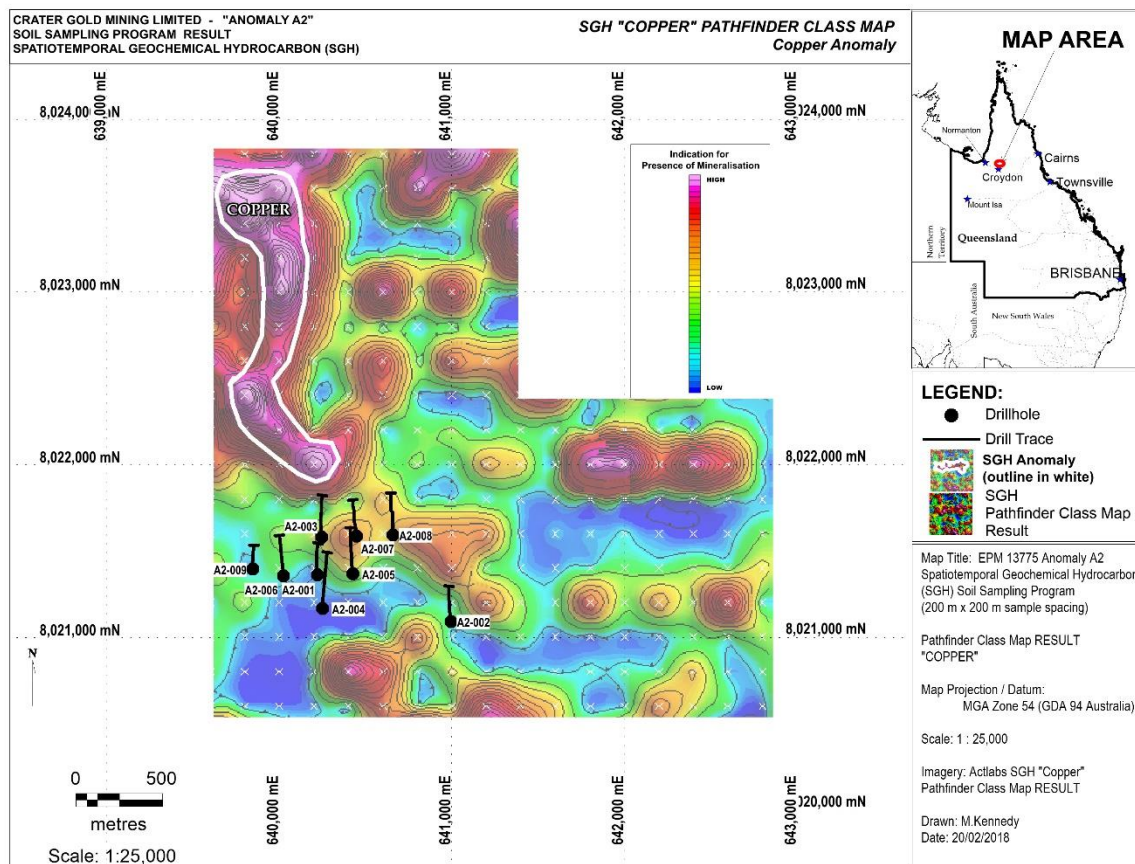 CRATER GOLD MINING LIMITED - "ANOMALY A2"
SOIL SAMPLING PROGRAM RESULT
SPATIOTEMPORAL GEOCHEMICAL HYDROCARBON (SGH)
SGH "COPPER" PATHFINDER CLASS MAP
Copper Anomaly
639,000 mE
640,000 mE
641,000 mE
642,000 mE
643,000 mE
8,024,000 mN
8,024,000 mN
Indication for
Presence of Mineralisation
HIGH
LOW
COPPER
8,023,000 mN
8,023,000 mN
8,022,000 mN
8,022,000 mN
A2-003
A2-008
A2-007
A2-009
A2-005
A2-006
A2-001
A2-004
A2-002
8,021,000 mN
8,021,000 mN
N
0 500
metres
Scale: 1:25,000
640,000 mE
641,000 mE
642,000 mE
643,000 mE
020,000 mN
MAP AREA
Normanton
Cairns
Croydon
Townsville
Mount Isa
Northern
Territory
Queensland
BRISBANE
South Australia
New South Wales
LEGEND:
Drillhole
Drill Trace
SGH Anomaly
(outline in white)
SGH
Pathfinder Class Map
Result
Map Title: EPM 13775 Anomaly A2
Spatiotemporal Geochemical Hydrocarbon
(SGH) Soil Sampling Program
(200 m x 200 m sample spacing)
Pathfinder Class Map RESULT
"COPPER"
Map Projection / Datum:
MGA Zone 54 (GDA 94 Australia)
Scale: 1 : 25,000
Imagery: Actlabs SGH "Copper"
Pathfinder Class Map RESULT
Drawn: M.Kennedy
Date: 20/02/2018